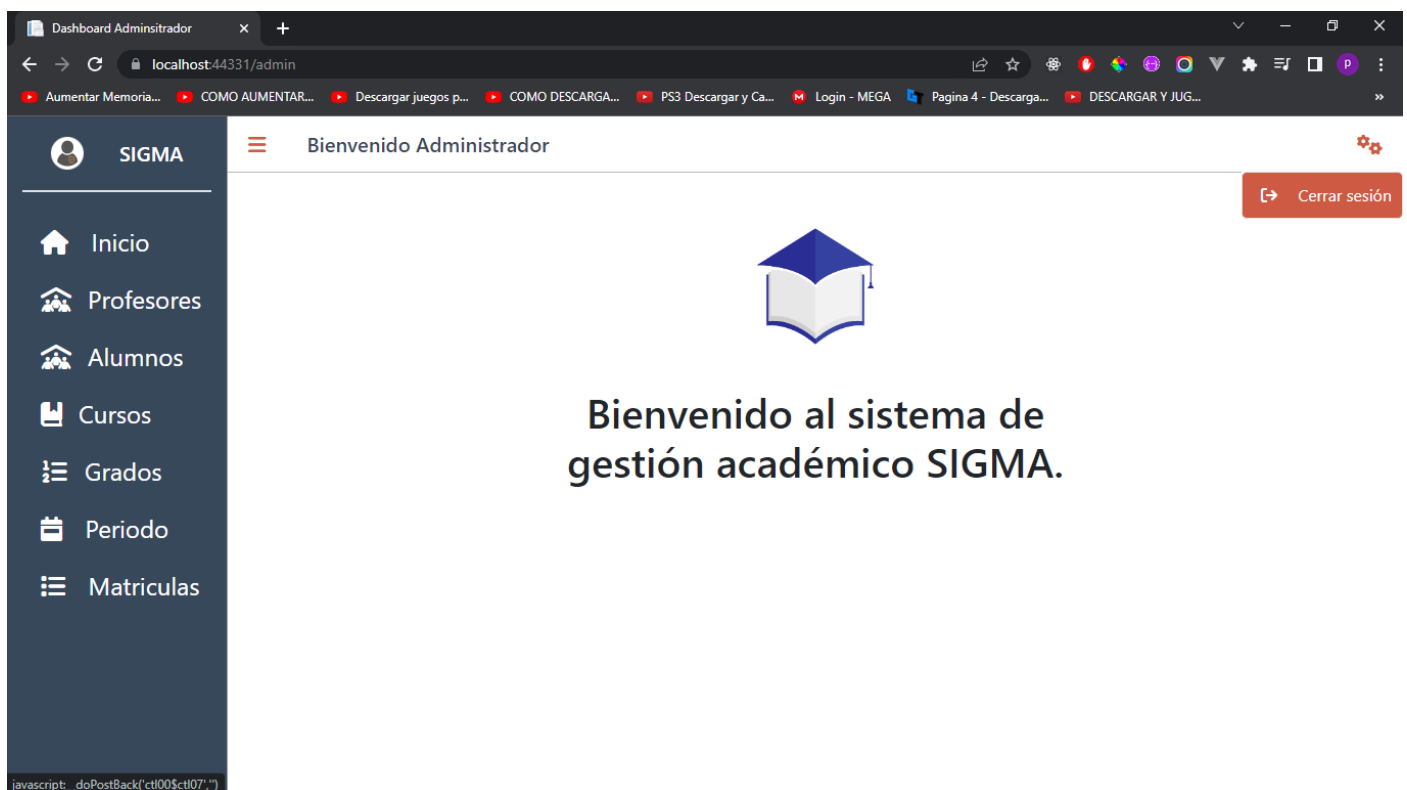 Dashboard Adminsitrador
localhost:44331/admin
P
Aumentar Memoria...
COMO AUMENTAR...
Descargar juegos p...
COMO DESCARGA...
PS3 Descargar y Ca...
Login - MEGA
Pagina 4 - Descarga...
DESCARGAR Y JUG...
»
SIGMA
Bienvenido Administrador
Cerrar sesión
Inicio
Profesores
Alumnos
Cursos
Grados
Periodo
Matriculas
Bienvenido al sistema de
gestión académico SIGMA.
javascript:__doPostBack('ctl00$ctl07','')